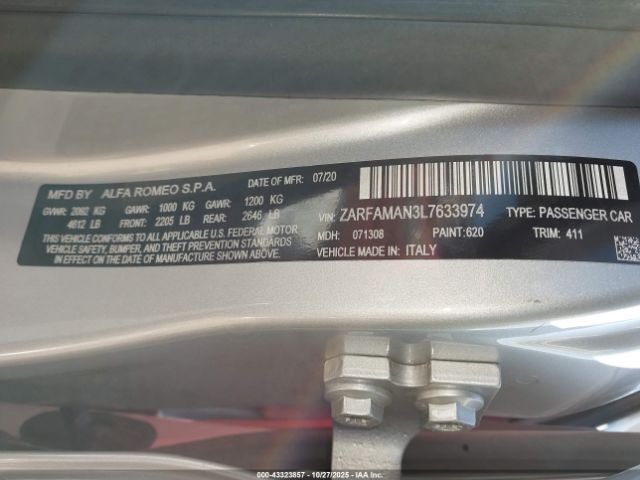 MFD BY ALFA ROMEO S.P.A. DATE OF MFR: 07/20
GVWR: 2092 KG GAWR: 1000 KG GAWR: 1200 KG
4612 LB FRONT: 2205 LB REAR: 2646 LB
THIS VEHICLE CONFORMS TO ALL APPLICABLE U.S. FEDERAL MOTOR
VEHICLE SAFETY, BUMPER, AND THEFT PREVENTION STANDARDS
IN EFFECT ON THE DATE OF MANUFACTURE SHOWN ABOVE.
VIN: ZARFAMAN3L7633974 TYPE: PASSENGER CAR
MDH: 071308 PAINT: 620 TRIM: 411
VEHICLE MADE IN: ITALY
000-43323857 | 10/27/2025 | ©IAA, LLC